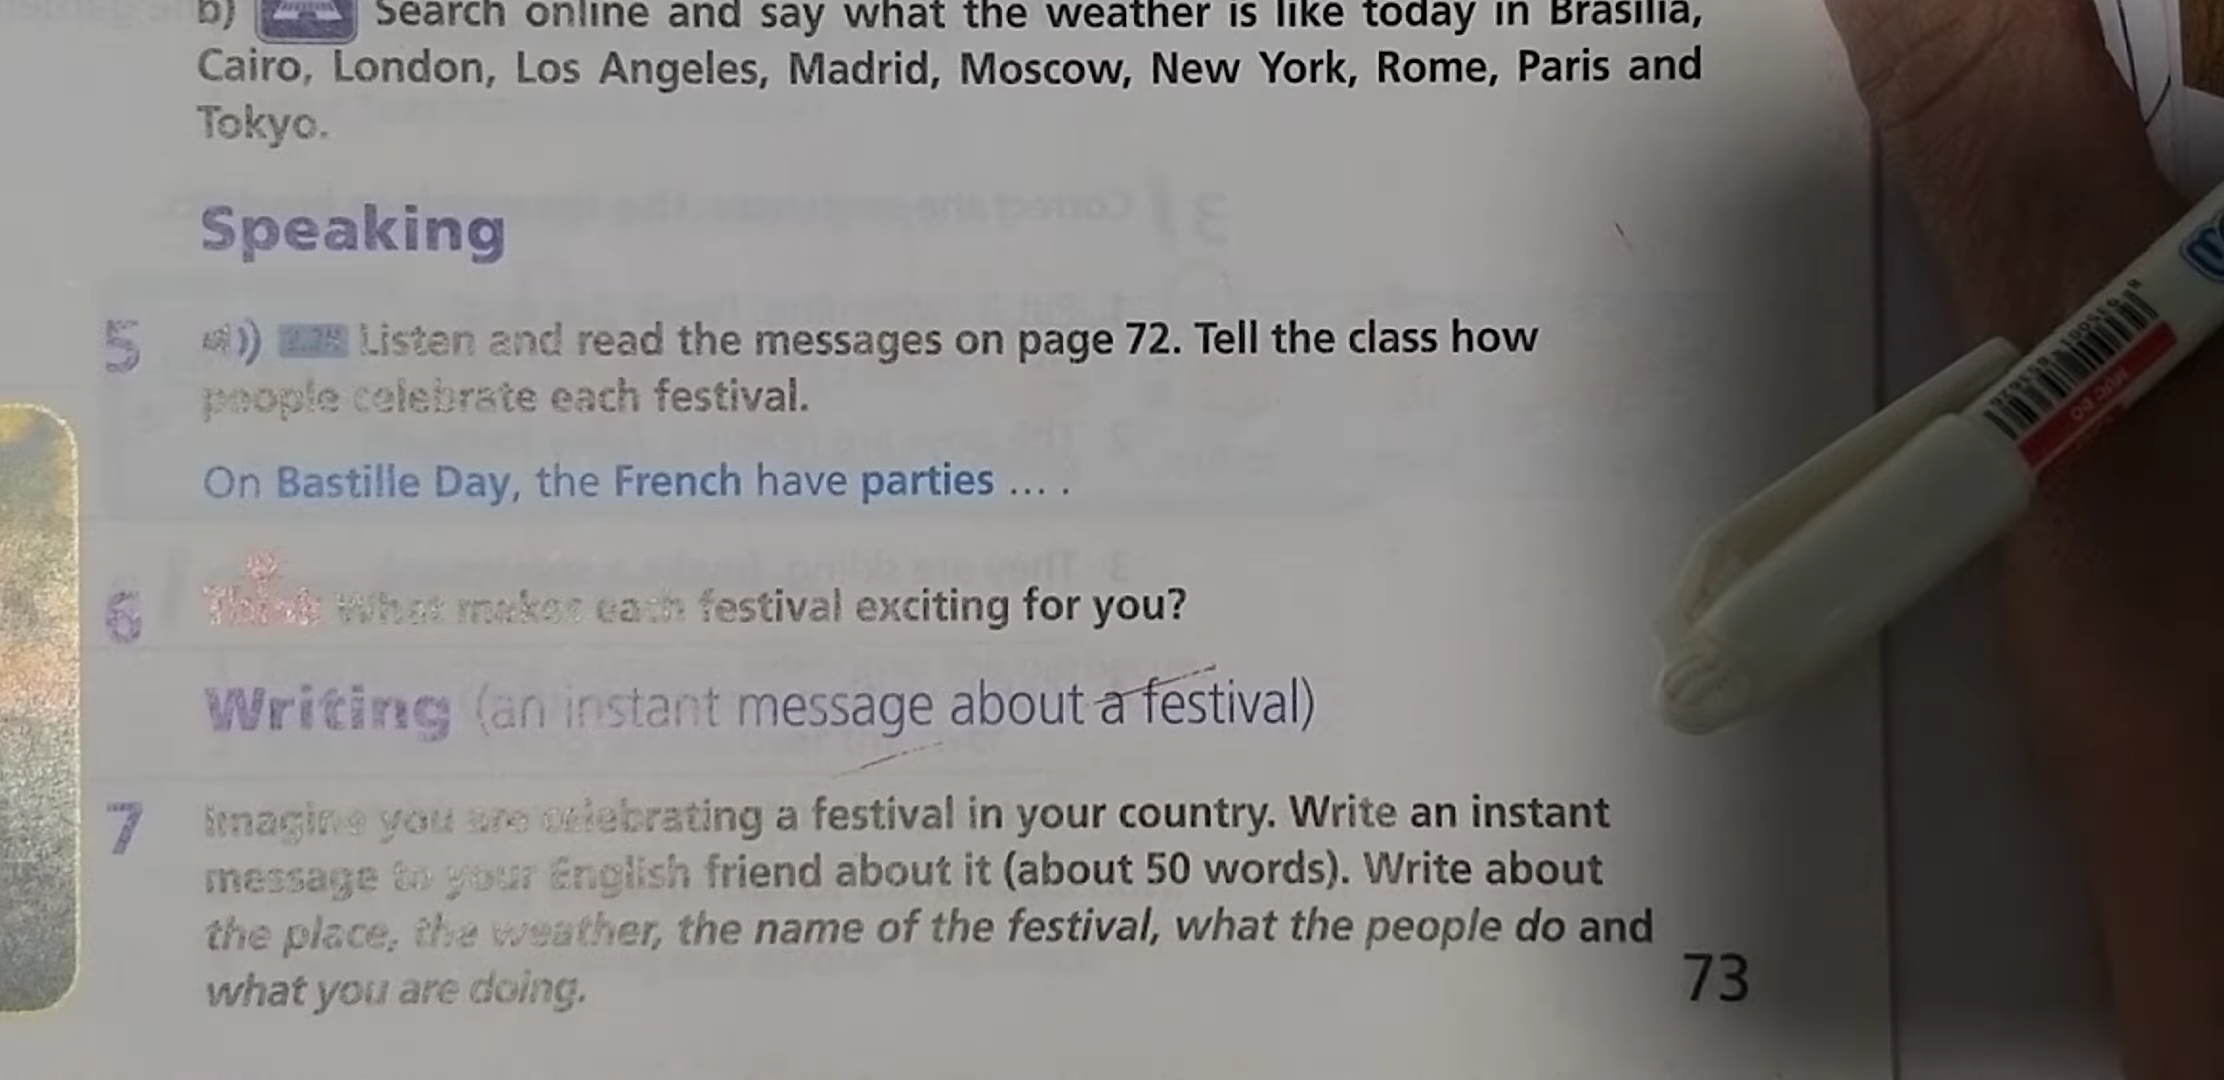 b) Search online and say what the weather is like today in Brasilia,
Cairo, London, Los Angeles, Madrid, Moscow, New York, Rome, Paris and
Tokyo.
Speaking
5 2.25 Listen and read the messages on page 72. Tell the class how
people celebrate each festival.
On Bastille Day, the French have parties ... .
6 Think What makes each festival exciting for you?
Writing (an instant message about a festival)
7 Imagine you are celebrating a festival in your country. Write an instant
message to your English friend about it (about 50 words). Write about
the place, the weather, the name of the festival, what the people do and
what you are doing.
73